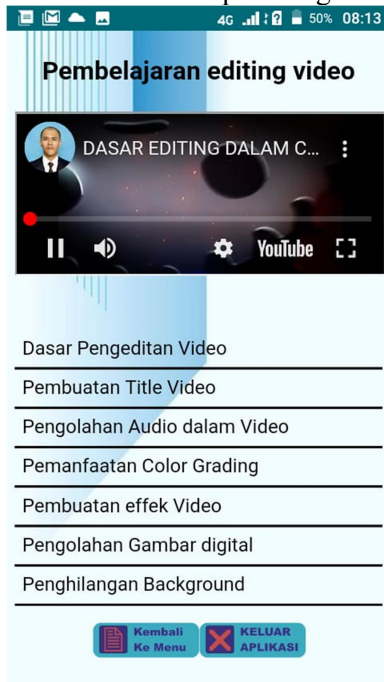 4G 50% 08:13
Pembelajaran editing video
DASAR EDITING DALAM C...
YouTube
Dasar Pengeditan Video
Pembuatan Title Video
Pengolahan Audio dalam Video
Pemanfaatan Color Grading
Pembuatan effek Video
Pengolahan Gambar digital
Penghilangan Background
Kembali
Ke Menu
KELUAR
APLIKASI